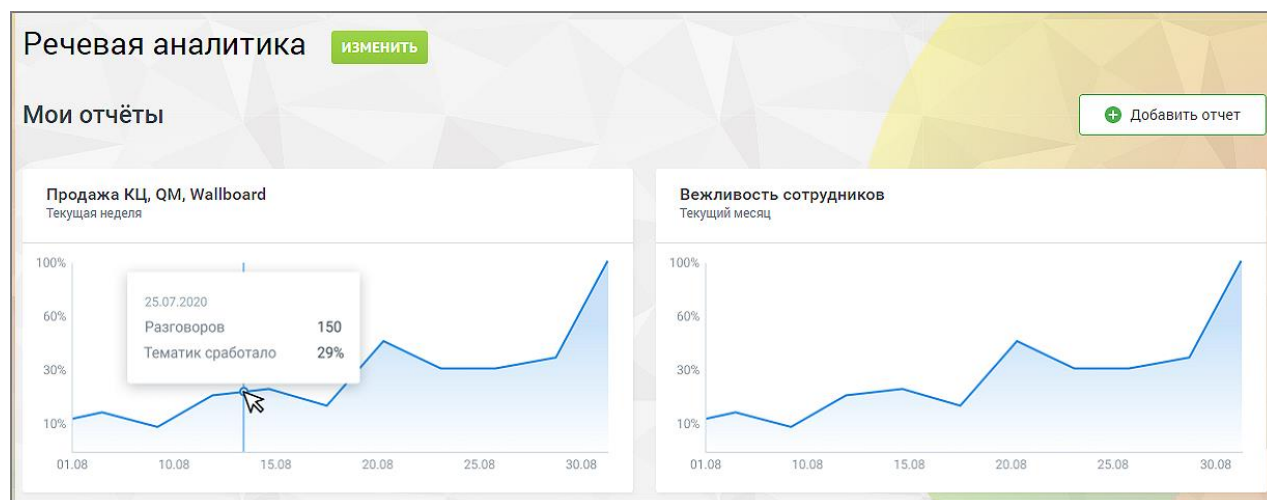 Речевая аналитика
ИЗМЕНИТЬ
Мои отчёты
Добавить отчет
Продажа КЦ, QM, Wallboard
Текущая неделя
100%
60%
30%
10%
25.07.2020
Разговоров 150
Тематик сработало 29%
01.08 10.08 15.08 20.08 25.08 30.08
Вежливость сотрудников
Текущий месяц
100%
60%
30%
10%
01.08 10.08 15.08 20.08 25.08 30.08